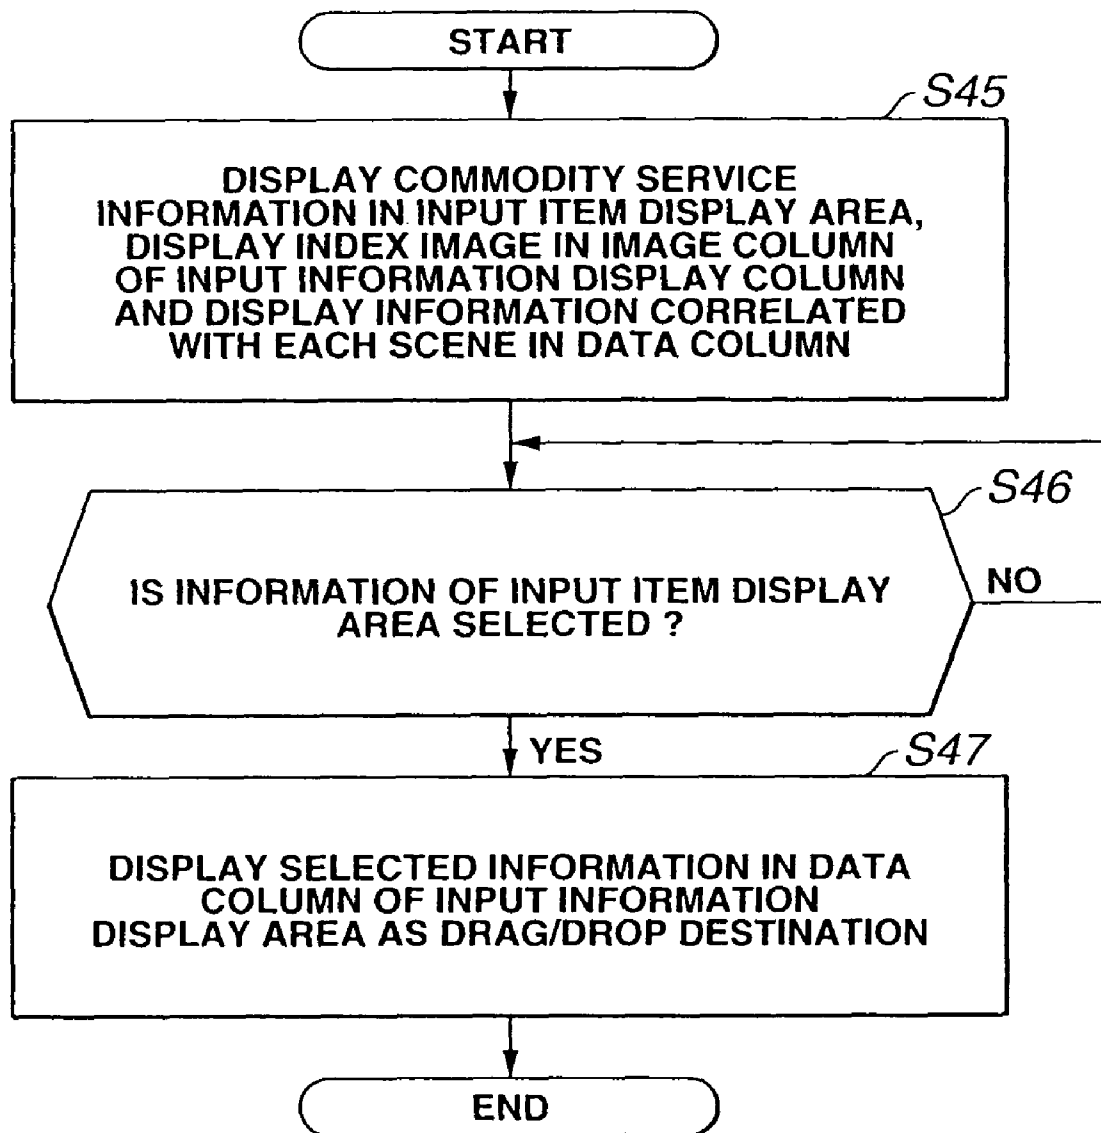 START
S45
DISPLAY COMMODITY SERVICE
INFORMATION IN INPUT ITEM DISPLAY AREA,
DISPLAY INDEX IMAGE IN IMAGE COLUMN
OF INPUT INFORMATION DISPLAY COLUMN
AND DISPLAY INFORMATION CORRELATED
WITH EACH SCENE IN DATA COLUMN
S46
IS INFORMATION OF INPUT ITEM DISPLAY
AREA SELECTED ?
NO
YES
S47
DISPLAY SELECTED INFORMATION IN DATA
COLUMN OF INPUT INFORMATION
DISPLAY AREA AS DRAG/DROP DESTINATION
END